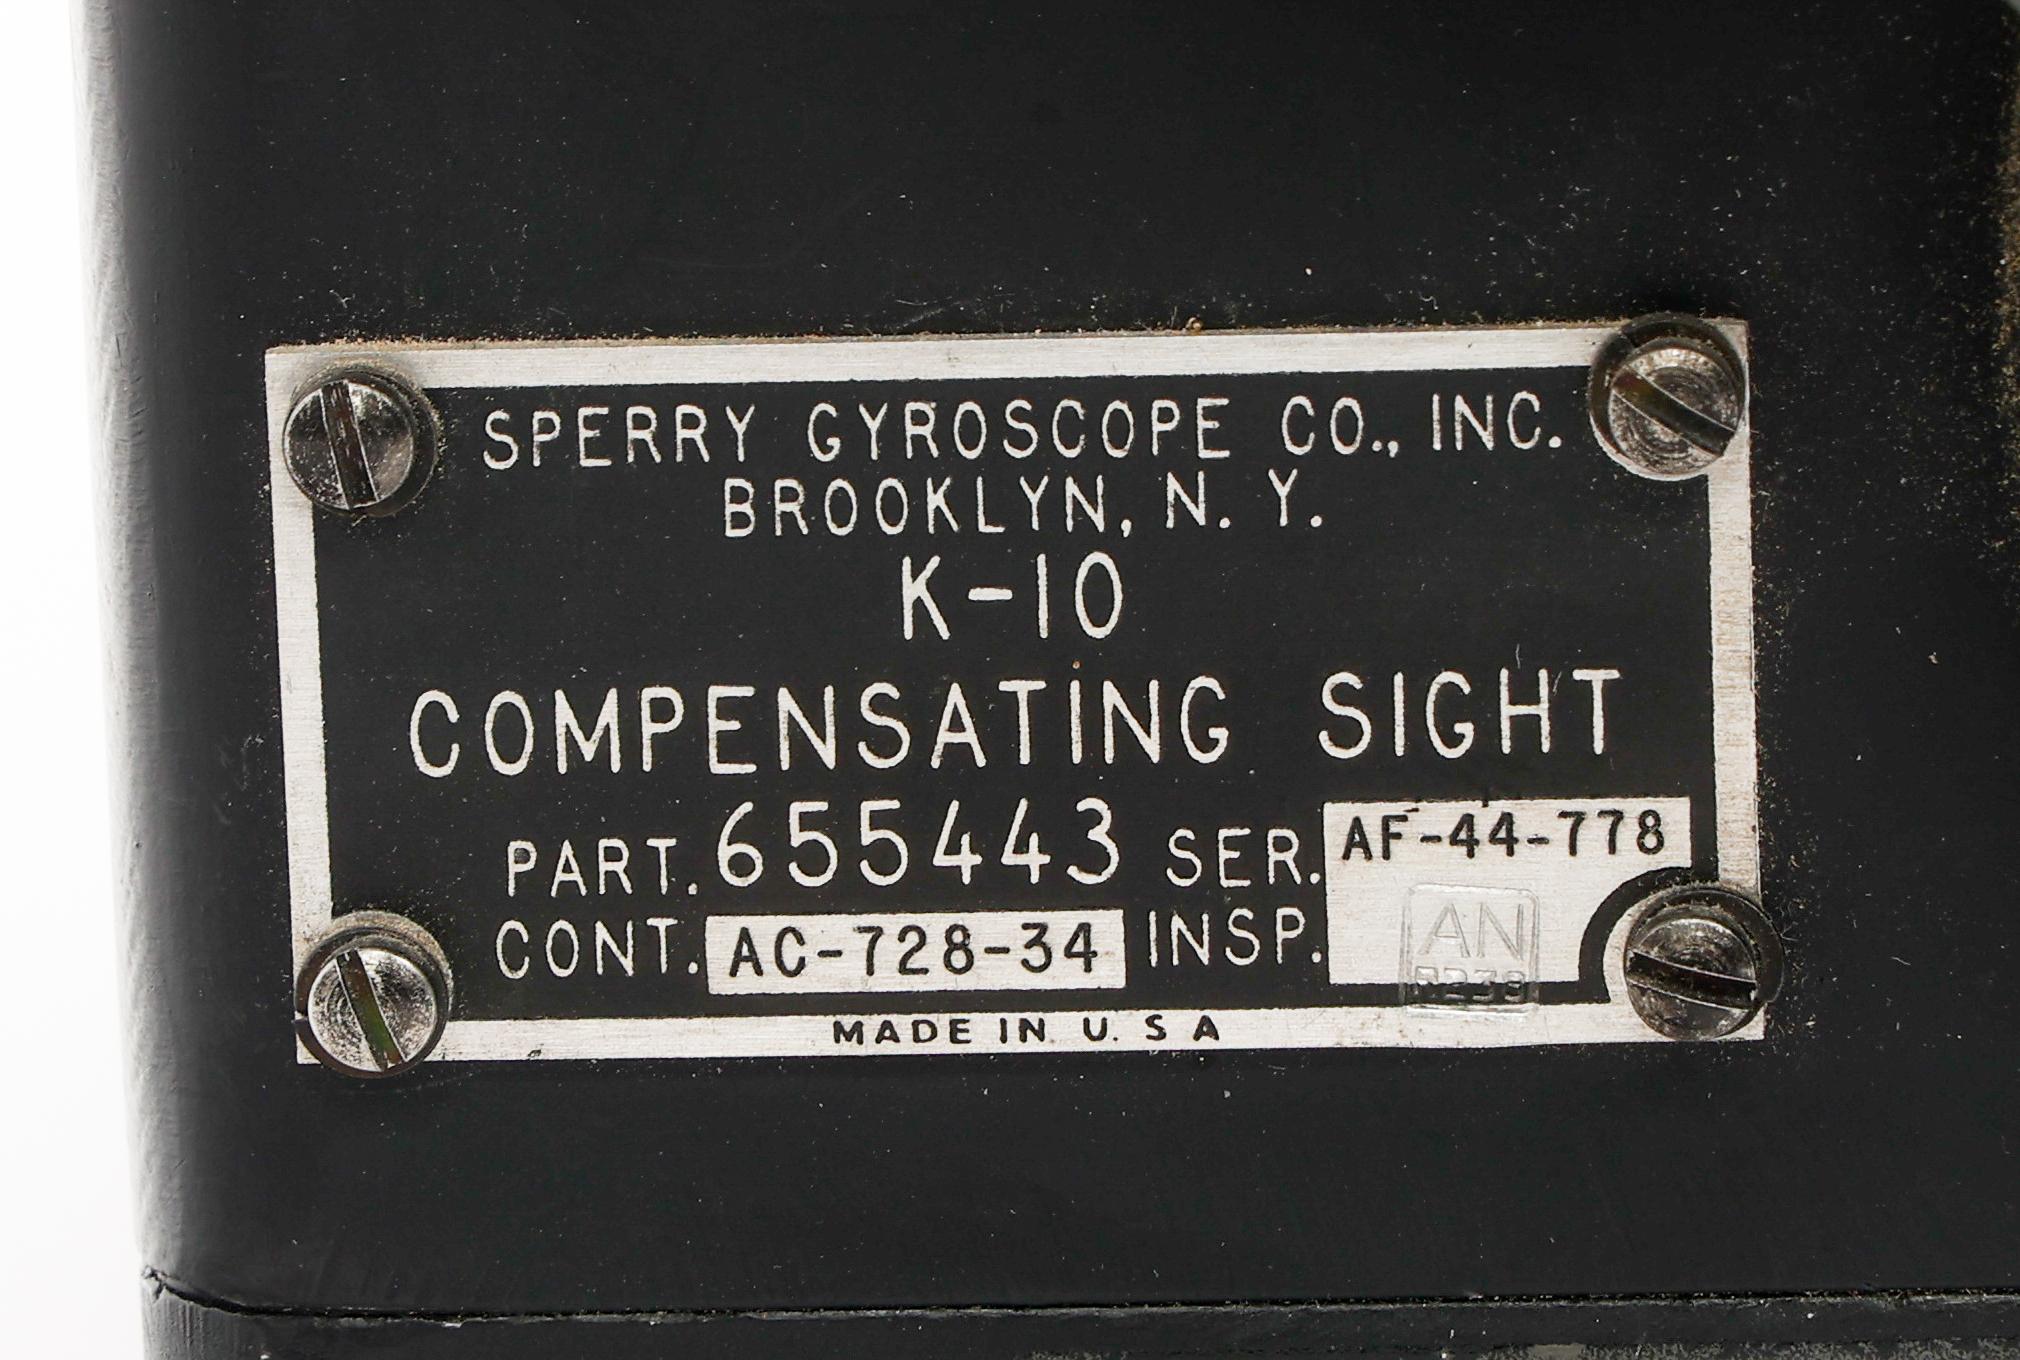 SPERRY GYROSCOPE CO., INC.
BROOKLYN, N. Y.
K-10
COMPENSATING SIGHT
PART. 655443 SER. AF-44-778
CONT. AC-728-34 INSP. AN
MADE IN U. S A